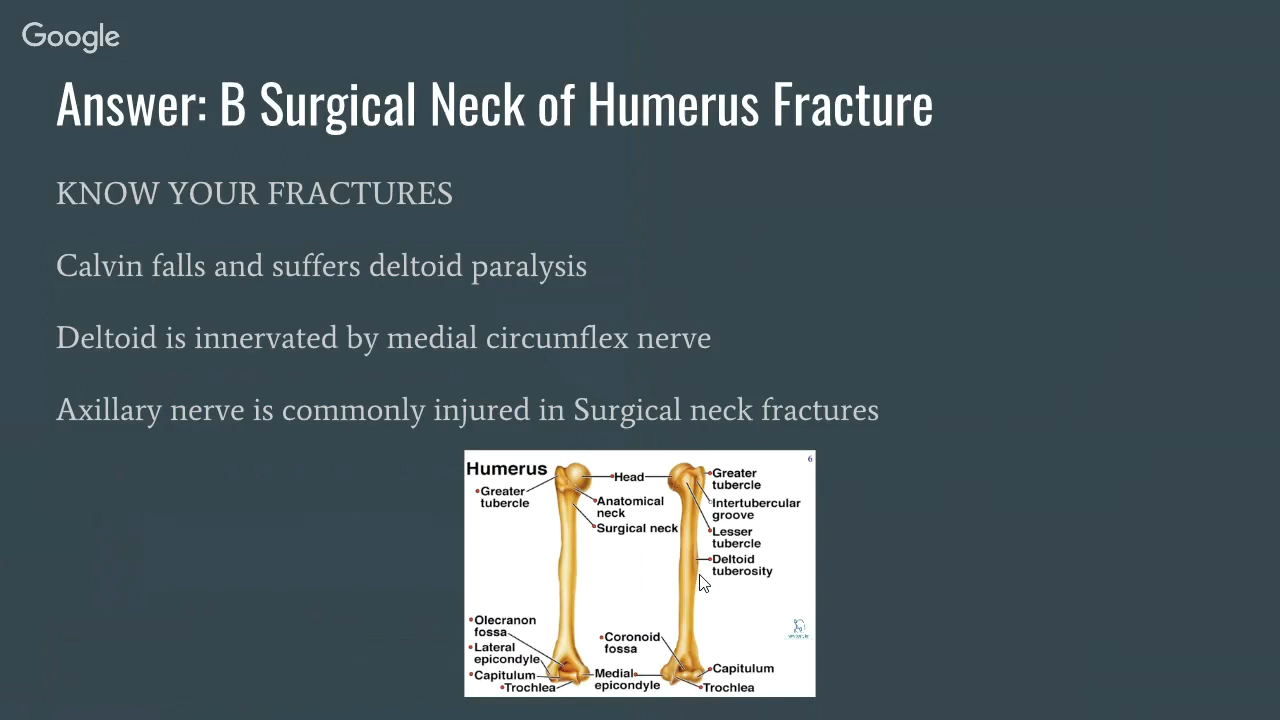 Google
Answer: B Surgical Neck of Humerus Fracture
KNOW YOUR FRACTURES
Calvin falls and suffers deltoid paralysis
Deltoid is innervated by medial circumflex nerve
Axillary nerve is commonly injured in Surgical neck fractures
6
Humerus
Greater
tubercle
Head
Anatomical
neck
Surgical neck
Greater
tubercle
Intertubercular
groove
Lesser
tubercle
Deltoid
tuberosity
Olecranon
fossa
Lateral
epicondyle
Capitulum
Trochlea
Coronoid
fossa
Medial
epicondyle
Capitulum
Trochlea